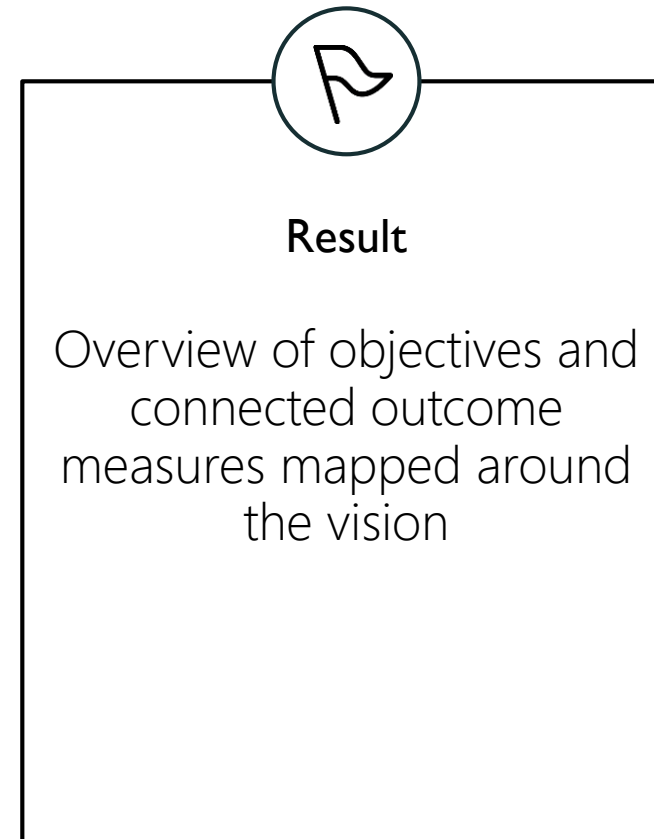 Result
Overview of objectives and
connected outcome
measures mapped around
the vision